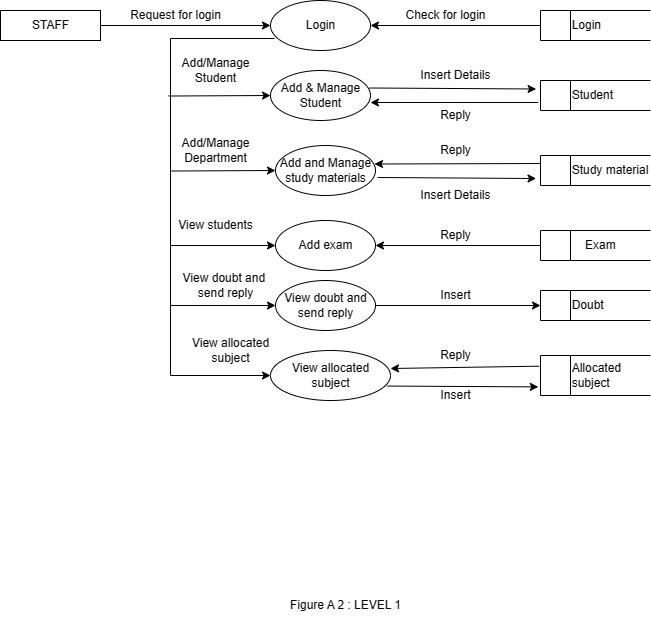 STAFF
Request for login
Login
Check for login
Login
Add/Manage
Student
Add & Manage
Student
Insert Details
Reply
Student
Add/Manage
Department
Add and Manage
study materials
Reply
Insert Details
Study material
View students
Add exam
Reply
Exam
View doubt and
send reply
View doubt and
send reply
Insert
Doubt
View allocated
subject
View allocated
subject
Reply
Insert
Allocated
subject
Figure A 2 : LEVEL 1